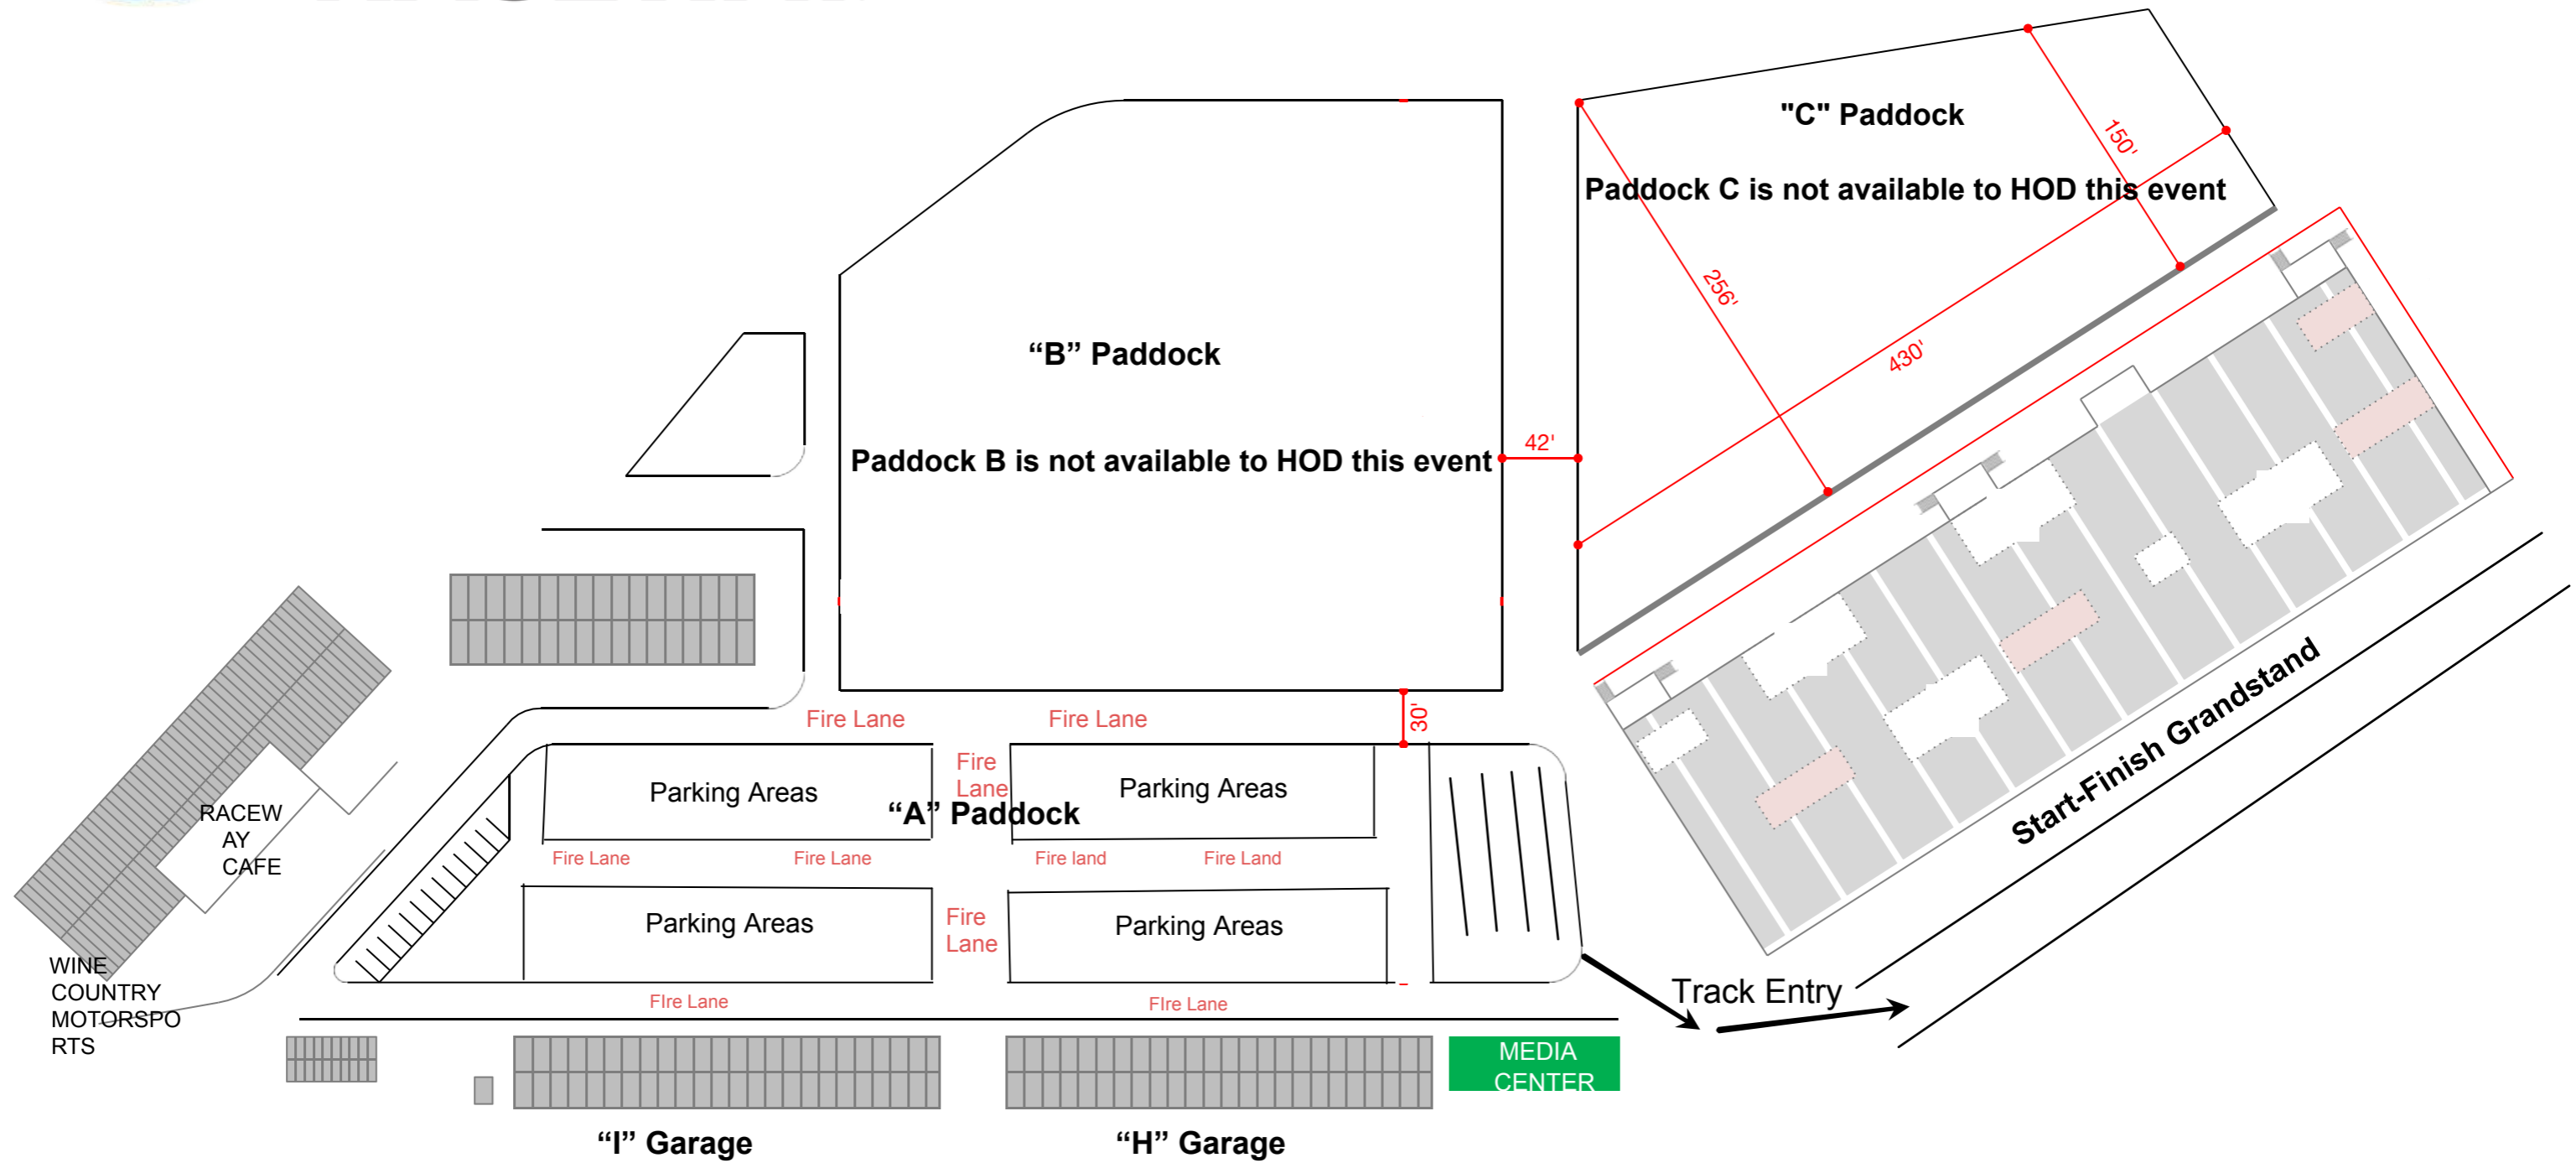 "C" Paddock
150'
Paddock C is not available to HOD this event
256'
430'
“B” Paddock
42'
Paddock B is not available to HOD this event
Fire Lane
Fire Lane
30'
Fire
Lane
Parking Areas
Parking Areas
“A” Paddock
RACEW
AY
CAFE
Fire Lane
Fire Lane
Fire land
Fire Land
Start-Finish Grandstand
Parking Areas
Fire
Lane
Parking Areas
WINE
COUNTRY
MOTORSPO
RTS
FIre Lane
FIre Lane
Track Entry
MEDIA
CENTER
“I” Garage
“H” Garage